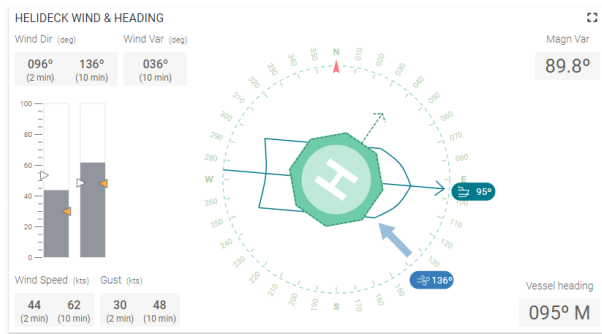 HELIDECK WIND & HEADING
Wind Dir (deg)
Wind Var (deg)
Magn Var
096º
136º
036º
89.8º
(2 min)
(10 min)
(10 min)
100
80
60
40
20
0
N
010
020
030
060
070
080
E
100
110
120
130
140
150
160
170
S
190
200
210
220
230
240
250
260
W
280
290
300
310
320
330
340
350
H
95º
136º
Wind Speed (kts)
Gust (kts)
Vessel heading
44
62
30
48
(2 min)
(10 min)
(2 min)
(10 min)
095º M